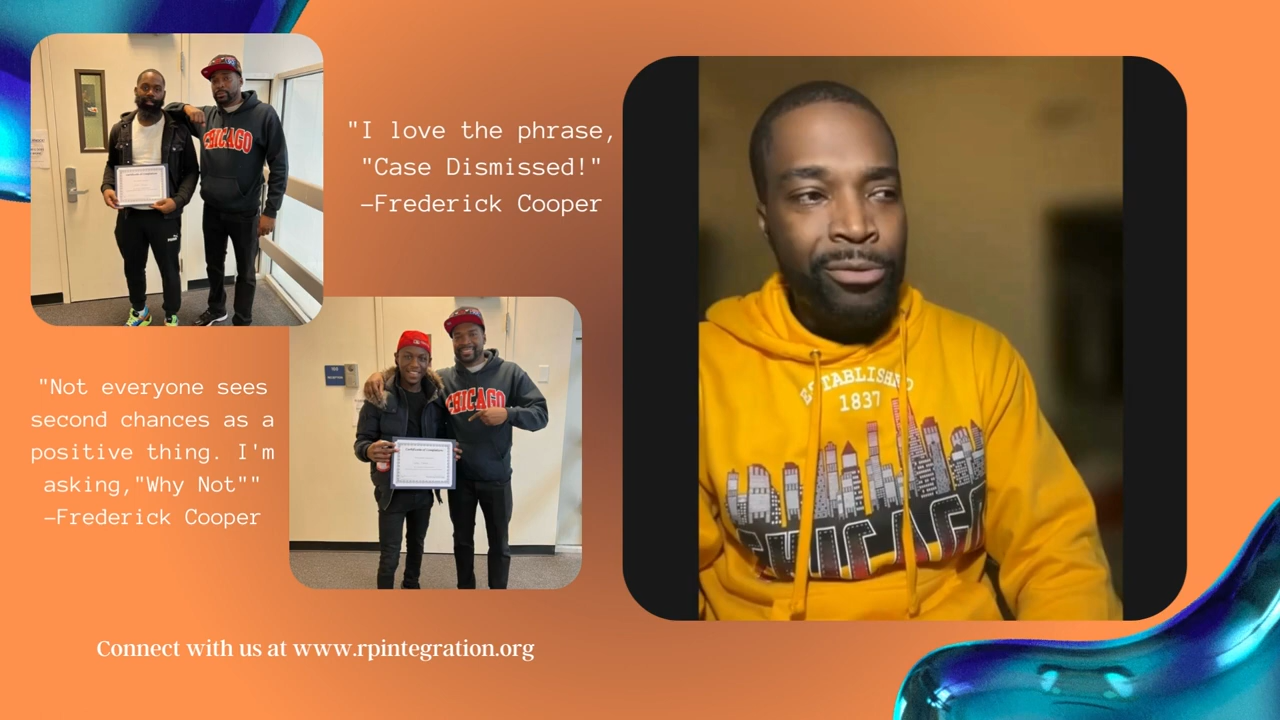 "I love the phrase,
"Case Dismissed!"
—Frederick Cooper
CHICAGO
"Not everyone sees
second chances as a
positive thing. I'm
asking,"Why Not""
—Frederick Cooper
CHICAGO
ESTABLISHED
1837
CHICAGO
Connect with us at www.rpintegration.org